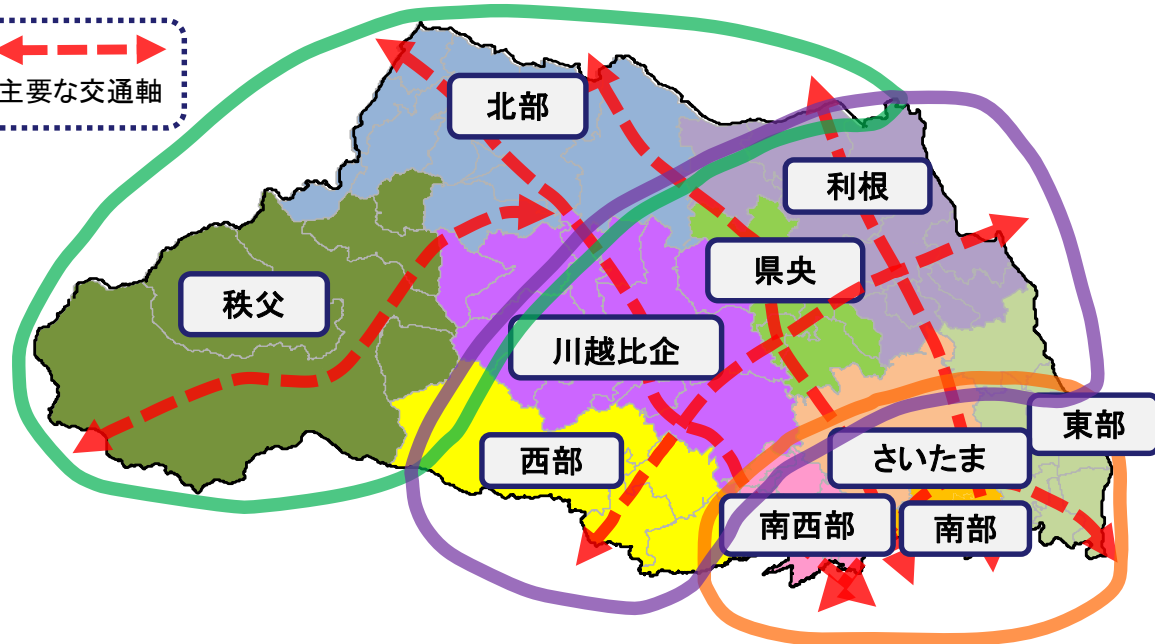 主要な交通軸
北部
利根
県央
秩父
川越比企
西部
東部
さいたま
南西部
南部